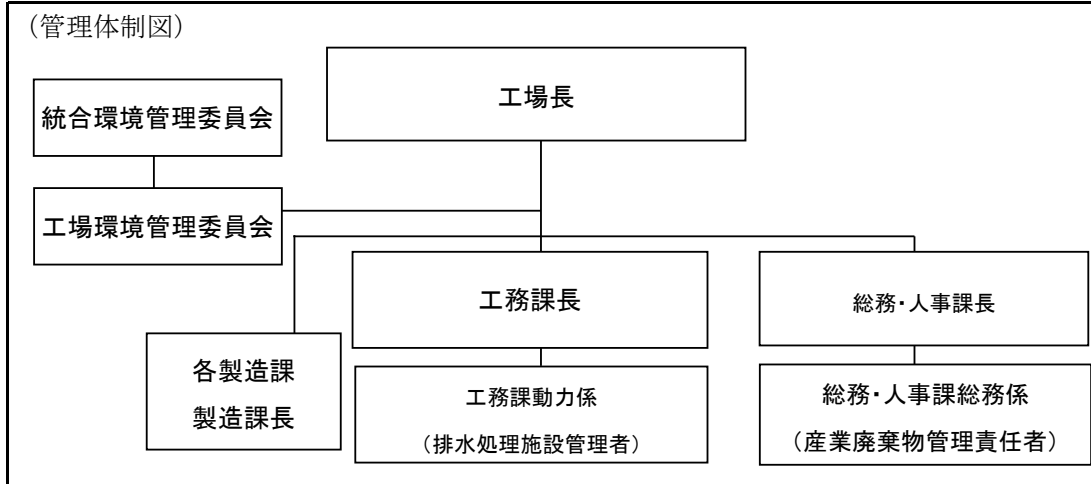 （管理体制図）
工場長
統合環境管理委員会
工場環境管理委員会
工務課長
総務・人事課長
各製造課
製造課長
工務課動力係
（排水処理施設管理者）
総務・人事課総務係
（産業廃棄物管理責任者）